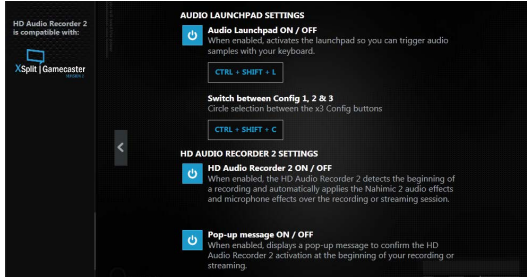 HD Audio Recorder 2
is compatible with:
XSplit | Gamecaster
AUDIO LAUNCHPAD SETTINGS
Audio Launchpad ON / OFF
When enabled, activates the launchpad so you can trigger audio
samples with your keyboard.
CTRL + SHIFT + L
Switch between Config 1, 2 & 3
Circle selection between the x3 Config buttons
CTRL + SHIFT + C
HD AUDIO RECORDER 2 SETTINGS
HD Audio Recorder 2 ON / OFF
When enabled, the HD Audio Recorder 2 detects the beginning of
a recording and automatically applies the Nahimic 2 audio effects
and microphone effects over the recording or streaming session.
Pop-up message ON / OFF
When enabled, displays a pop-up message to confirm the HD
Audio Recorder 2 activation at the beginning of your recording or
streaming.